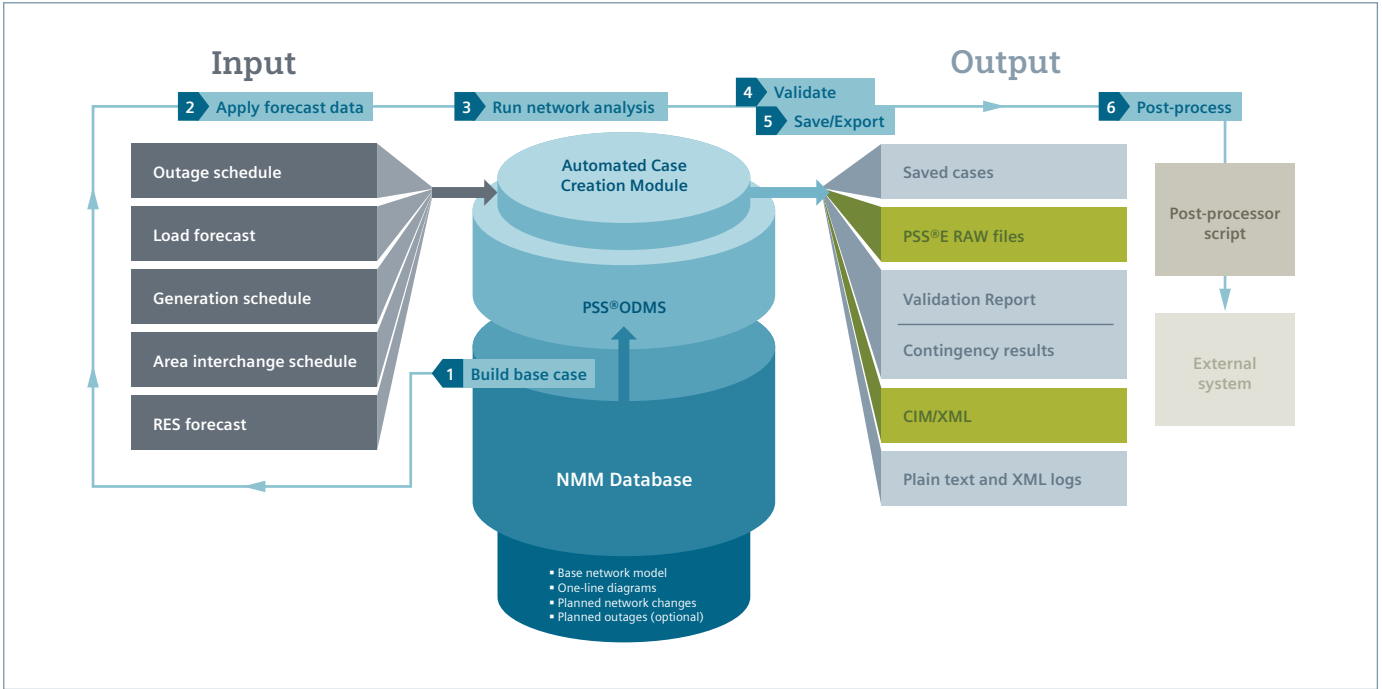 Input
Output
2 Apply forecast data
3 Run network analysis
4 Validate
5 Save/Export
6 Post-process
Outage schedule
Load forecast
Generation schedule
Area interchange schedule
RES forecast
1 Build base case
Automated Case
Creation Module
PSS®ODMS
NMM Database
▪ Base network model
▪ One-line diagrams
▪ Planned network changes
▪ Planned outages (optional)
Saved cases
PSS®E RAW files
Validation Report
Contingency results
CIM/XML
Plain text and XML logs
Post-processor
script
External
system